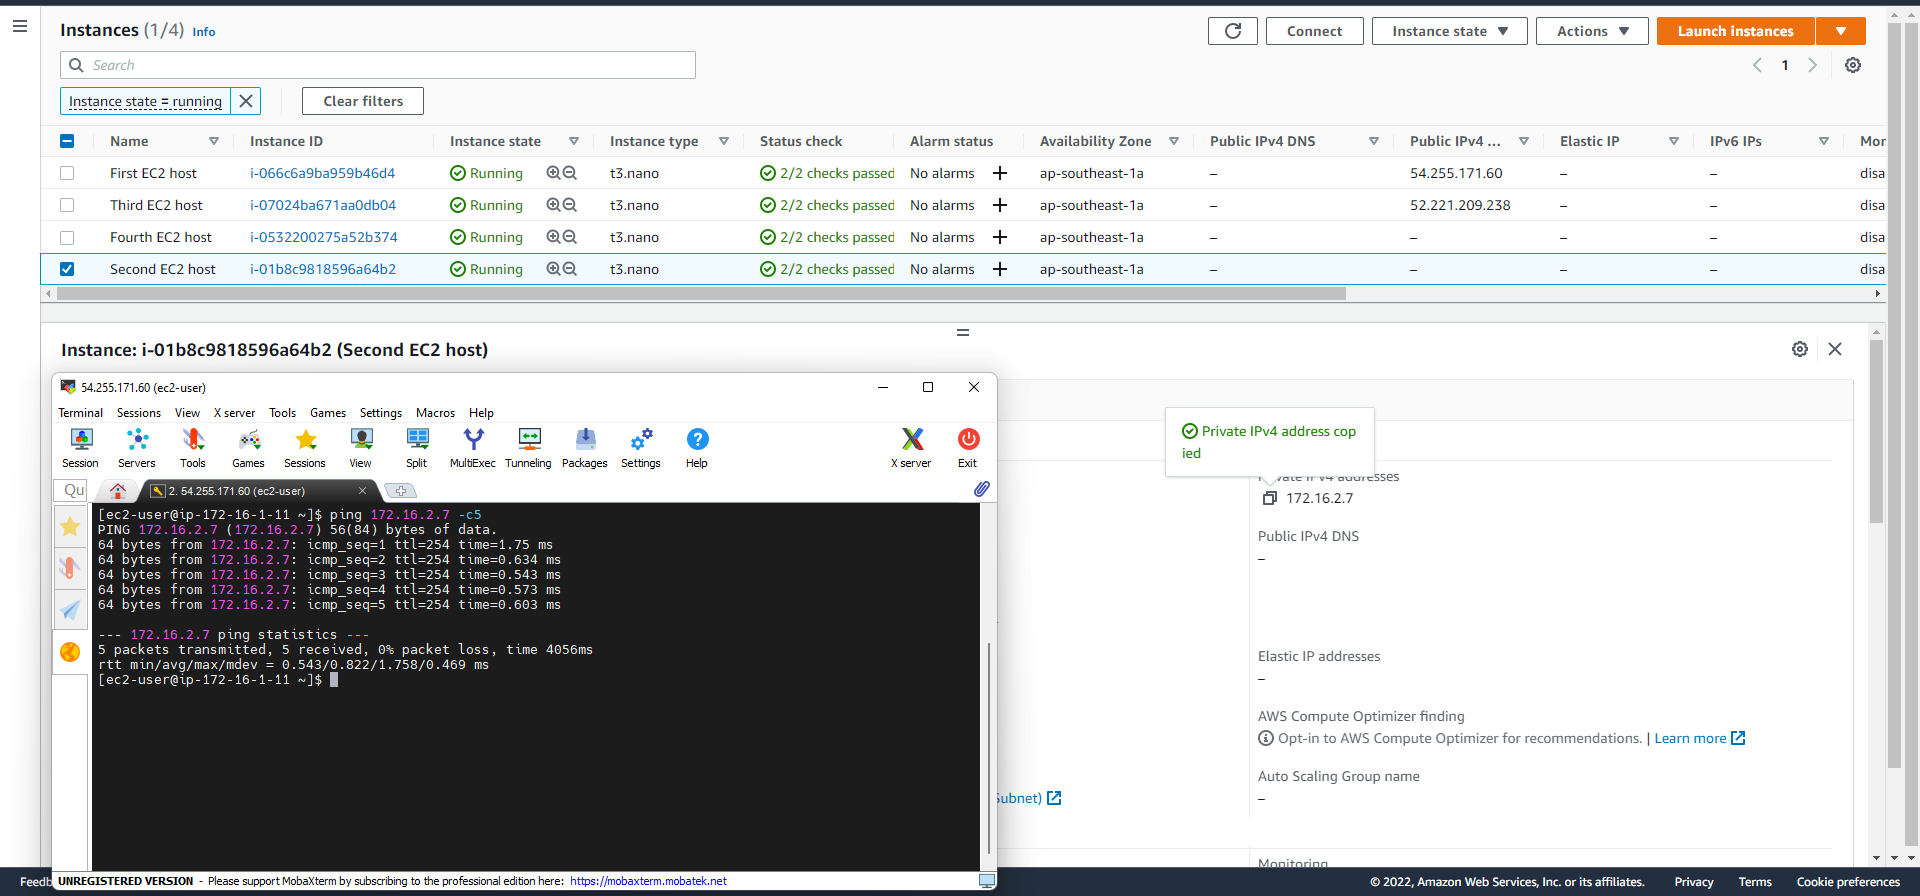 Instances (1/4) Info
Connect Instance state Actions Launch instances
Search
1
Instance state = running Clear filters
Name Instance ID Instance state Instance type Status check Alarm status Availability Zone Public IPv4 DNS Public IPv4 ... Elastic IP IPv6 IPs Mor
First EC2 host i-066c6a9ba959b46d4 Running t3.nano 2/2 checks passed No alarms + ap-southeast-1a – 54.255.171.60 – – disa
Third EC2 host i-07024ba671aa0db04 Running t3.nano 2/2 checks passed No alarms + ap-southeast-1a – 52.221.209.238 – – disa
Fourth EC2 host i-0532200275a52b374 Running t3.nano 2/2 checks passed No alarms + ap-southeast-1a – – – – disa
Second EC2 host i-01b8c9818596a64b2 Running t3.nano 2/2 checks passed No alarms + ap-southeast-1a – – – – disa
Instance: i-01b8c9818596a64b2 (Second EC2 host)
54.255.171.60 (ec2-user)
Terminal Sessions View X server Tools Games Settings Macros Help
Session Servers Tools Games Sessions View Split MultiExec Tunneling Packages Settings Help X server Exit
Qu 2. 54.255.171.60 (ec2-user)
[ec2-user@ip-172-16-1-11 ~]$ ping 172.16.2.7 -c5
PING 172.16.2.7 (172.16.2.7) 56(84) bytes of data.
64 bytes from 172.16.2.7: icmp_seq=1 ttl=254 time=1.75 ms
64 bytes from 172.16.2.7: icmp_seq=2 ttl=254 time=0.634 ms
64 bytes from 172.16.2.7: icmp_seq=3 ttl=254 time=0.543 ms
64 bytes from 172.16.2.7: icmp_seq=4 ttl=254 time=0.573 ms
64 bytes from 172.16.2.7: icmp_seq=5 ttl=254 time=0.603 ms
--- 172.16.2.7 ping statistics ---
5 packets transmitted, 5 received, 0% packet loss, time 4056ms
rtt min/avg/max/mdev = 0.543/0.822/1.758/0.469 ms
[ec2-user@ip-172-16-1-11 ~]$
UNREGISTERED VERSION - Please support MobaXterm by subscribing to the professional edition here: https://mobaxterm.mobatek.net
Private IPv4 address cop
ied
Private IPv4 addresses
172.16.2.7
Public IPv4 DNS
–
Elastic IP addresses
–
AWS Compute Optimizer finding
Opt-in to AWS Compute Optimizer for recommendations. | Learn more
Auto Scaling Group name
–
Subnet)
Monitoring
Feedb © 2022, Amazon Web Services, Inc. or its affiliates. Privacy Terms Cookie preferences